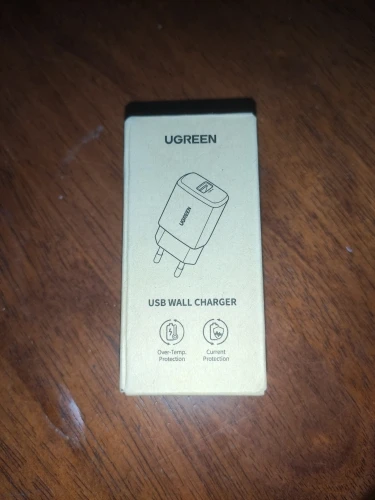 UGREEN
UGREEN
USB WALL CHARGER
Over-Temp.
Protection
Current
Protection